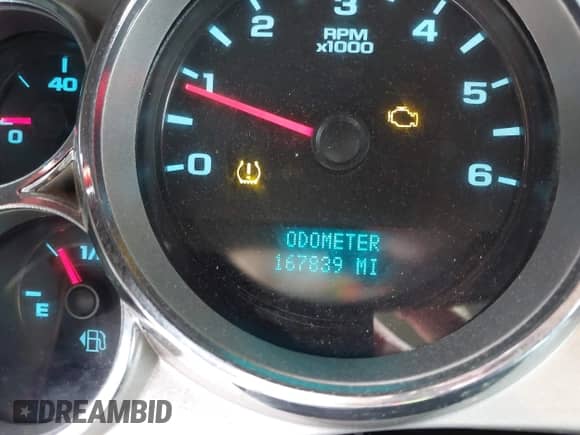 3
2 4
RPM
x1000
40
1 5
0
0 6
ODOMETER
167839 MI
1/
E
DREAMBID